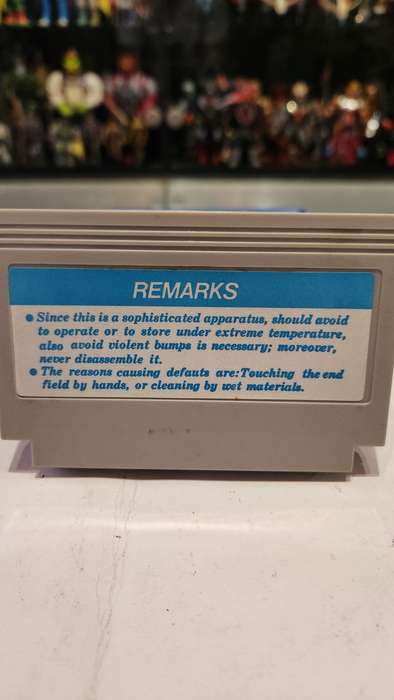 REMARKS
● Since this is a sophisticated apparatus, should avoid
to operate or to store under extreme temperature,
also avoid violent bumps is necessary; moreover,
never disassemble it.
● The reasons causing defauts are:Touching the end
field by hands, or cleaning by wet materials.